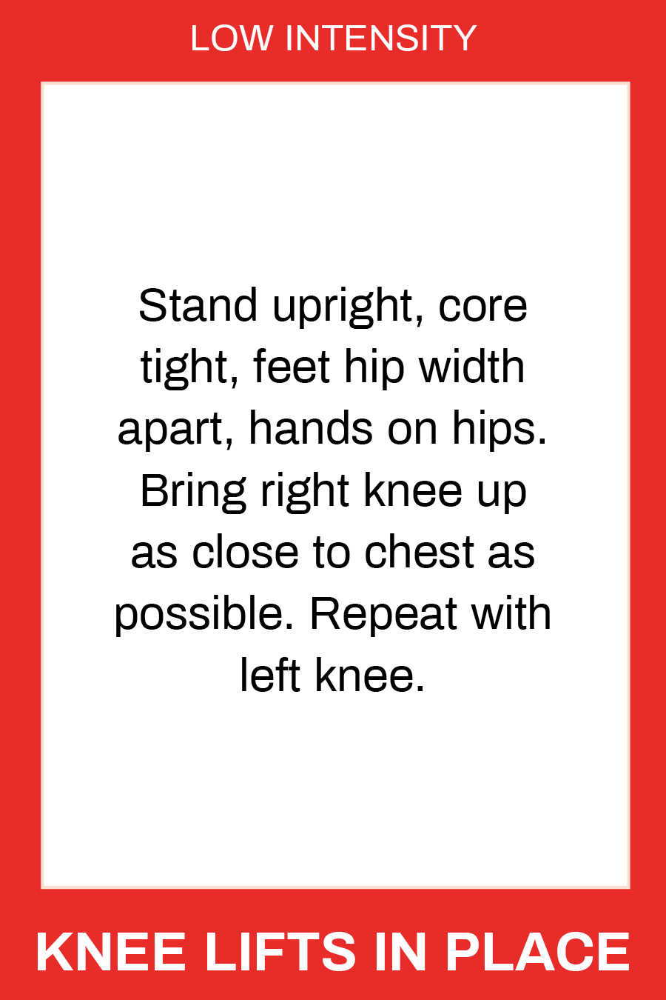 LOW INTENSITY
Stand upright, core
tight, feet hip width
apart, hands on hips.
Bring right knee up
as close to chest as
possible. Repeat with
left knee.
KNEE LIFTS IN PLACE